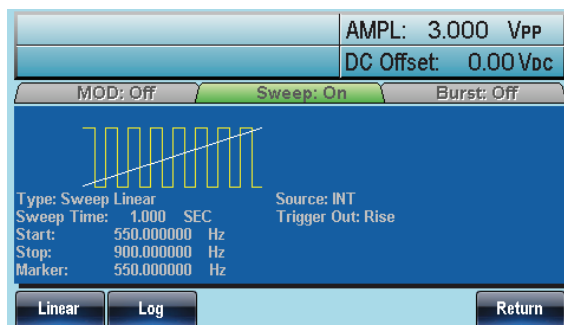 AMPL: 3.000 VPP
DC Offset: 0.00 VDC
MOD: Off Sweep: On Burst: Off
Type: Sweep Linear Source: INT
Sweep Time: 1.000 SEC Trigger Out: Rise
Start: 550.000000 Hz
Stop: 900.000000 Hz
Marker: 550.000000 Hz
Linear Log Return